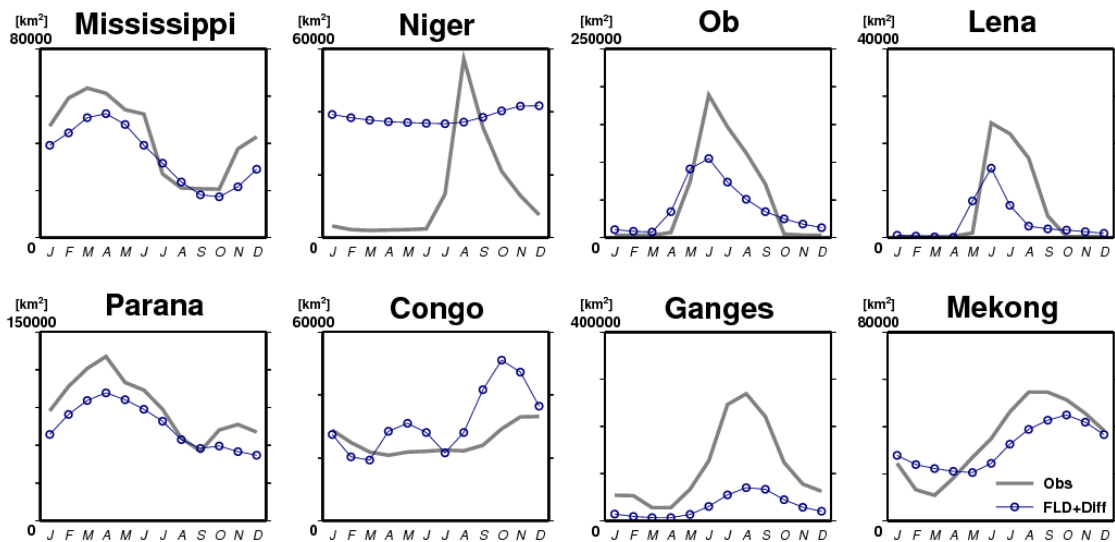 Mississippi
[km²]
80000
0
J F M A M J J A S O N D
Niger
[km²]
60000
0
J F M A M J J A S O N D
Ob
[km²]
250000
0
J F M A M J J A S O N D
Lena
[km²]
40000
0
J F M A M J J A S O N D
Parana
[km²]
150000
0
J F M A M J J A S O N D
Congo
[km²]
60000
0
J F M A M J J A S O N D
Ganges
[km²]
400000
0
J F M A M J J A S O N D
Mekong
[km²]
80000
Obs
FLD+Diff
0
J F M A M J J A S O N D